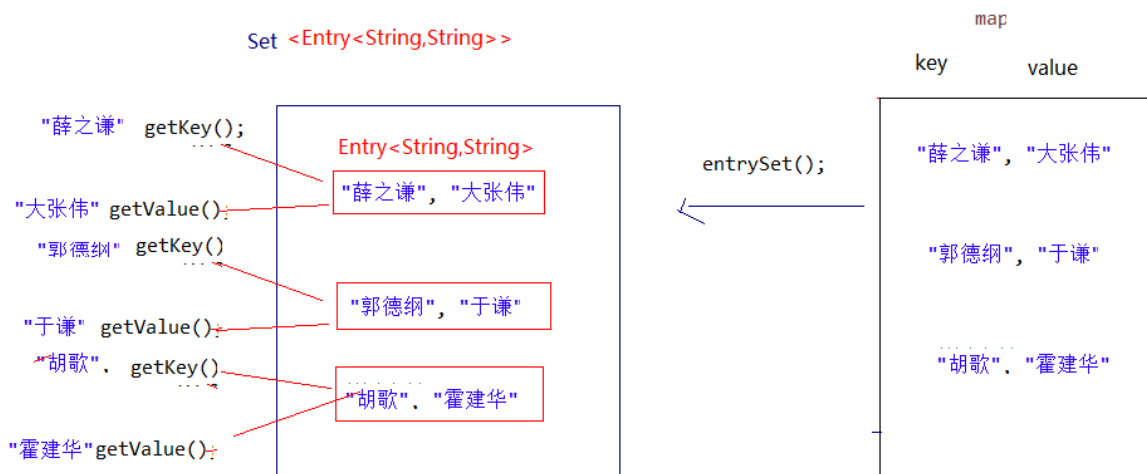 map
Set <Entry<String,String>>
key value
"薛之谦" getKey();
Entry<String,String>
"薛之谦", "大张伟"
entrySet();
"薛之谦", "大张伟"
"大张伟" getValue();
"郭德纲" getKey()
"郭德纲", "于谦"
"郭德纲", "于谦"
"于谦" getValue();
"胡歌". getKey()
"胡歌". "霍建华"
"胡歌". "霍建华"
"霍建华"getValue();